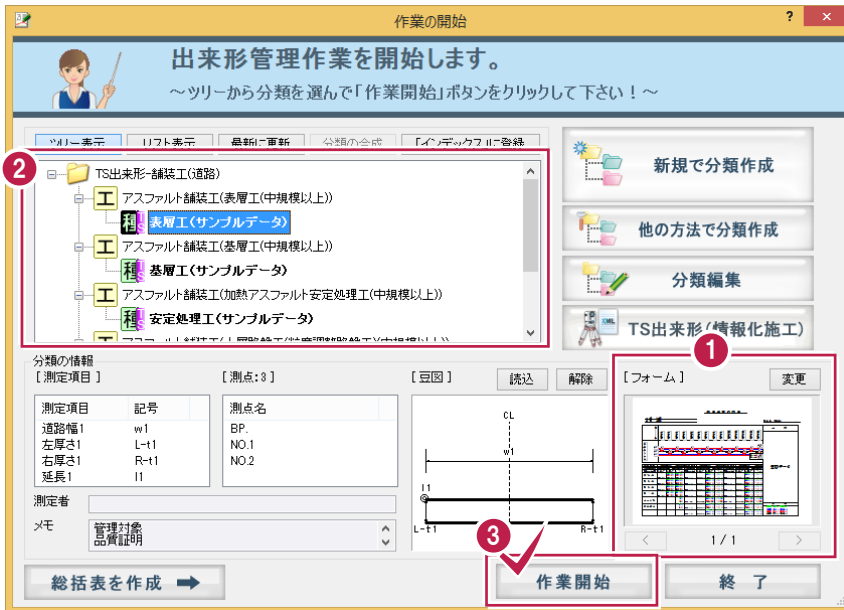 作業の開始
? ×
出来形管理作業を開始します。
～ツリーから分類を選んで「作業開始」ボタンをクリックして下さい！～
ツリー表示 リスト表示 最新に更新 分類の合成 「インデックス」に登録
2
TS出来形-舗装工(道路)
工 アスファルト舗装工(表層工(中規模以上))
種 表層工(サンプルデータ)
工 アスファルト舗装工(基層工(中規模以上))
種 基層工(サンプルデータ)
工 アスファルト舗装工(加熱アスファルト安定処理工(中規模以上))
種 安定処理工(サンプルデータ)
新規で分類作成
他の方法で分類作成
分類編集
TS出来形(情報化施工)
1
分類の情報
[測定項目] [測点:3] [豆図] 読込 解除 [フォーム] 変更
測定項目 記号
道路幅1 w1
左厚さ1 L-t1
右厚さ1 R-t1
延長1 l1
測点名
BP.
NO.1
NO.2
CL
w1
l1
L-t1 R-t1
< 1/1 >
測定者
メモ 管理対象
品質証明
3
総括表を作成 作業開始 終 了